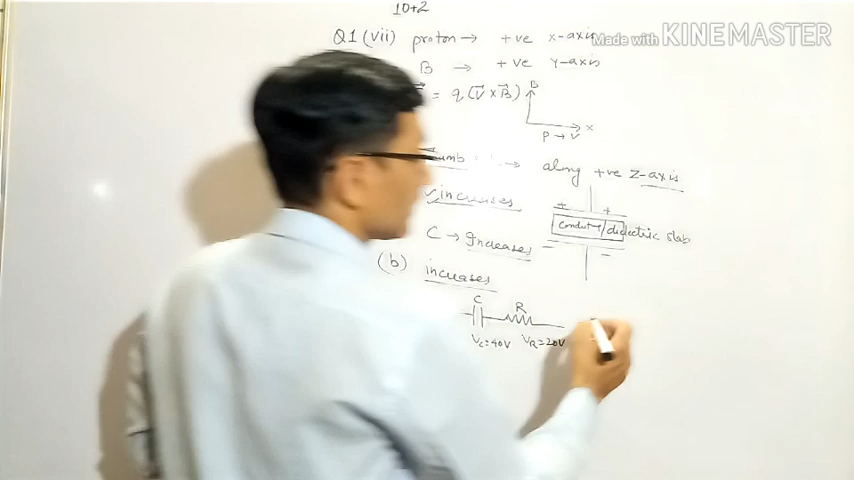 10+2
Q1 (vii) proton → +ve x-axis
Made with KINEMASTER
B → +ve Y-axis
= q (V × B)
B
X
P → V
→ along +ve Z-axis
increases
+ +
conductor/dielectric slab
C → Increases
- -
(b) increases
C R
Vc = 40V VR = 20V